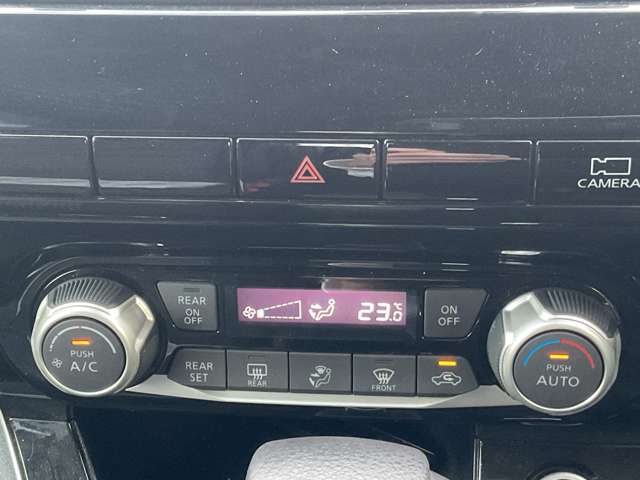 CAMERA
REAR
ON
OFF
23.0
°C
ON
OFF
PUSH
A/C
REAR
SET
REAR
FRONT
PUSH
AUTO